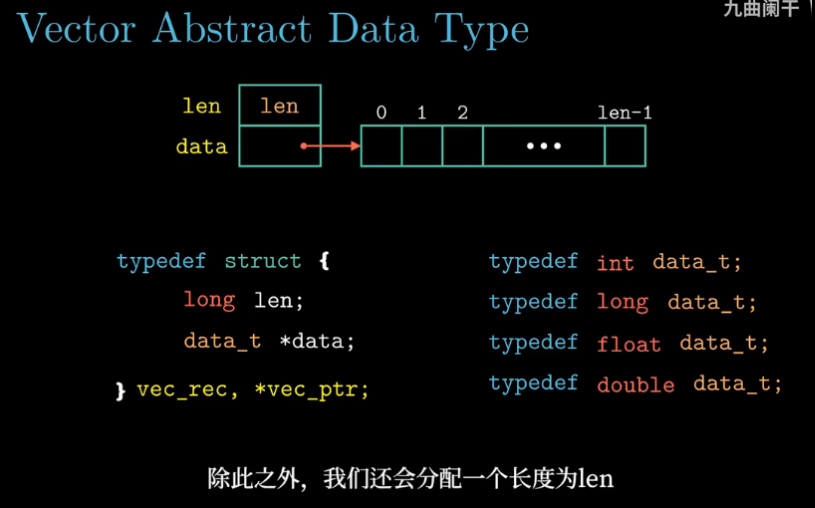 九曲阑干
Vector Abstract Data Type
len len
0 1 2 len-1
data ...
typedef struct {
long len;
data_t *data;
} vec_rec, *vec_ptr;
typedef int data_t;
typedef long data_t;
typedef float data_t;
typedef double data_t;
除此之外，我们还会分配一个长度为len